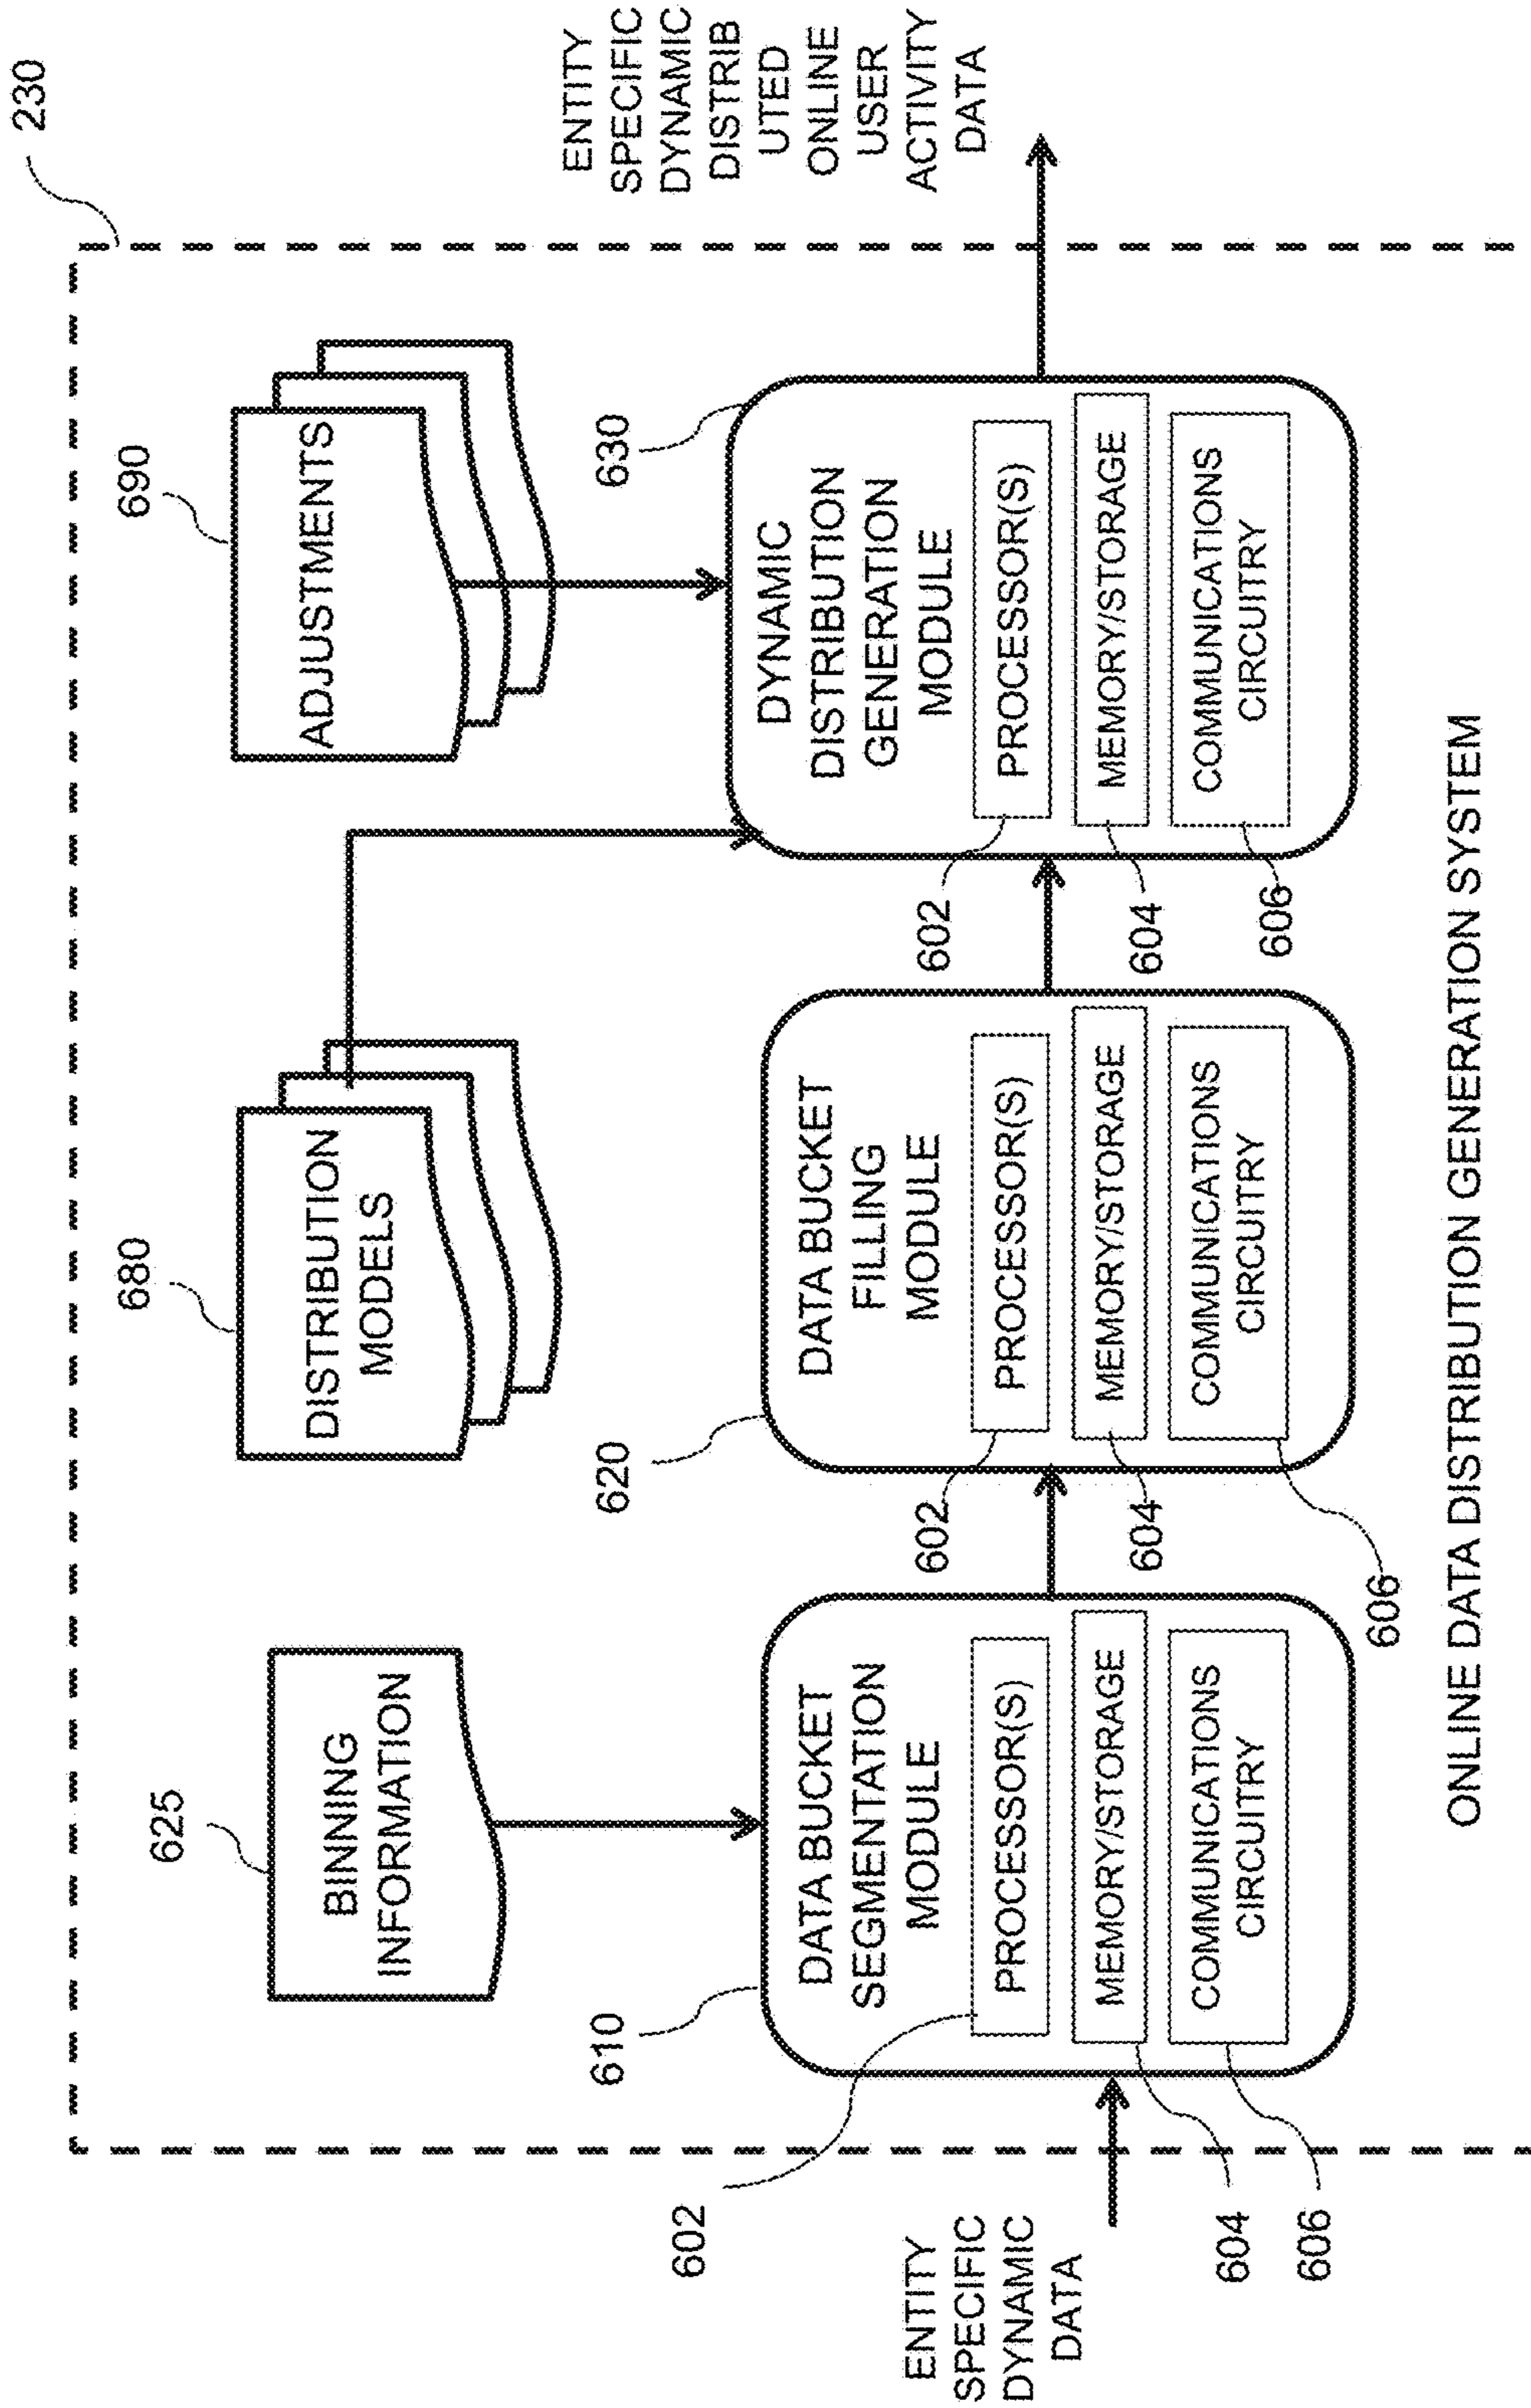 230
625
BINNING
INFORMATION
680
DISTRIBUTION
MODELS
690
ADJUSTMENTS
ENTITY
SPECIFIC
DYNAMIC
DATA
602
604
606
610
DATA BUCKET
SEGMENTATION
MODULE
PROCESSOR(S)
MEMORY/STORAGE
COMMUNICATIONS
CIRCUITRY
620
602
604
606
DATA BUCKET
FILLING
MODULE
PROCESSOR(S)
MEMORY/STORAGE
COMMUNICATIONS
CIRCUITRY
630
602
604
606
DYNAMIC
DISTRIBUTION
GENERATION
MODULE
PROCESSOR(S)
MEMORY/STORAGE
COMMUNICATIONS
CIRCUITRY
ENTITY
SPECIFIC
DYNAMIC
DISTRIB
UTED
ONLINE
USER
ACTIVITY
DATA
ONLINE DATA DISTRIBUTION GENERATION SYSTEM